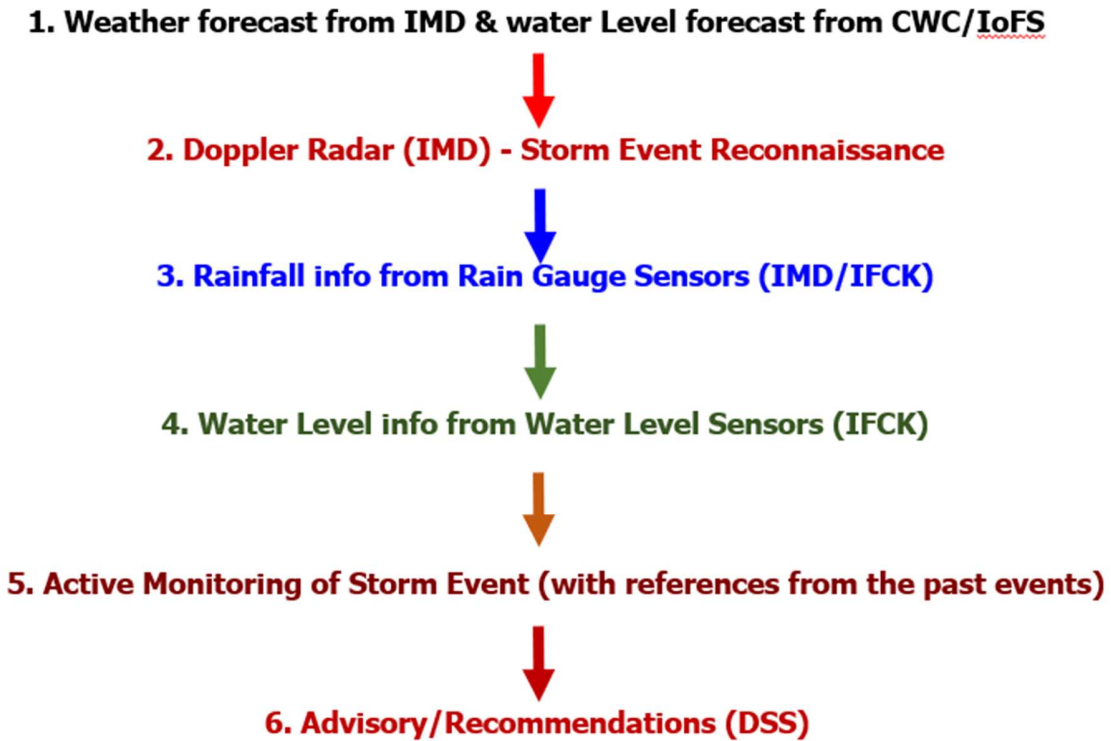 1. Weather forecast from IMD & water Level forecast from CWC/IoFS
2. Doppler Radar (IMD) - Storm Event Reconnaissance
3. Rainfall info from Rain Gauge Sensors (IMD/IFCK)
4. Water Level info from Water Level Sensors (IFCK)
5. Active Monitoring of Storm Event (with references from the past events)
6. Advisory/Recommendations (DSS)